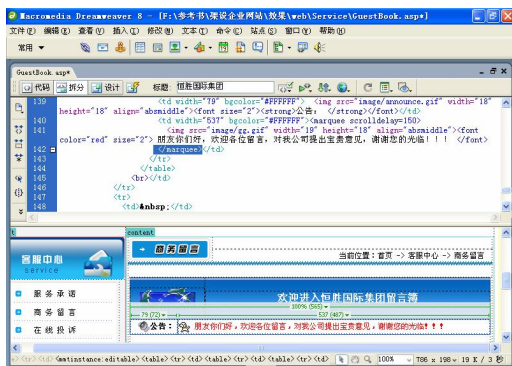 Macromedia Dreamweaver 8 - [F:\参考书\架设企业网站\效果\web\Service\GuestBook.asp*]
文件(F) 编辑(E) 查看(V) 插入(I) 修改(M) 文本(T) 命令(C) 站点(S) 窗口(W) 帮助(H)
常用
GuestBook.asp*
代码 拆分 设计 标题: 恒胜国际集团
139 <td width="79" bgcolor="#FFFFFF"> <img src="image/announce.gif" width="18"
height="18" align="absmiddle"><font size="2"><strong>公告: </strong></font></td>
140 <td width="537" bgcolor="#FFFFFF"><marquee scrolldelay=150>
141 <img src="image/gg.gif" width="19" height="18" align="absmiddle"><font
color="red" size="2"> 朋友你们好，欢迎各位留言，对我公司提出宝贵意见，谢谢您的光临！！！ </font>
142 </marquee></td>
143 </tr>
144 </table>
145 <br></td>
146 </tr>
147 <tr>
148 <td>&nbsp;</td>
content
客服中心
service
商务留言
当前位置：首页 -> 客服中心 -> 商务留言
服务承诺
商务留言
在线投诉
欢迎进入恒胜国际集团留言簿
100% (565)
79 (72) 537 (487)
公告： 朋友你们好，欢迎各位留言，对我公司提出宝贵意见，谢谢您的光临！！！
<tr> <td> <mmtinstance:editable> <table> <tr> <td> <table> <tr> <td> <table> <tr> <td> 100% 786 x 198 19 K / 3 秒